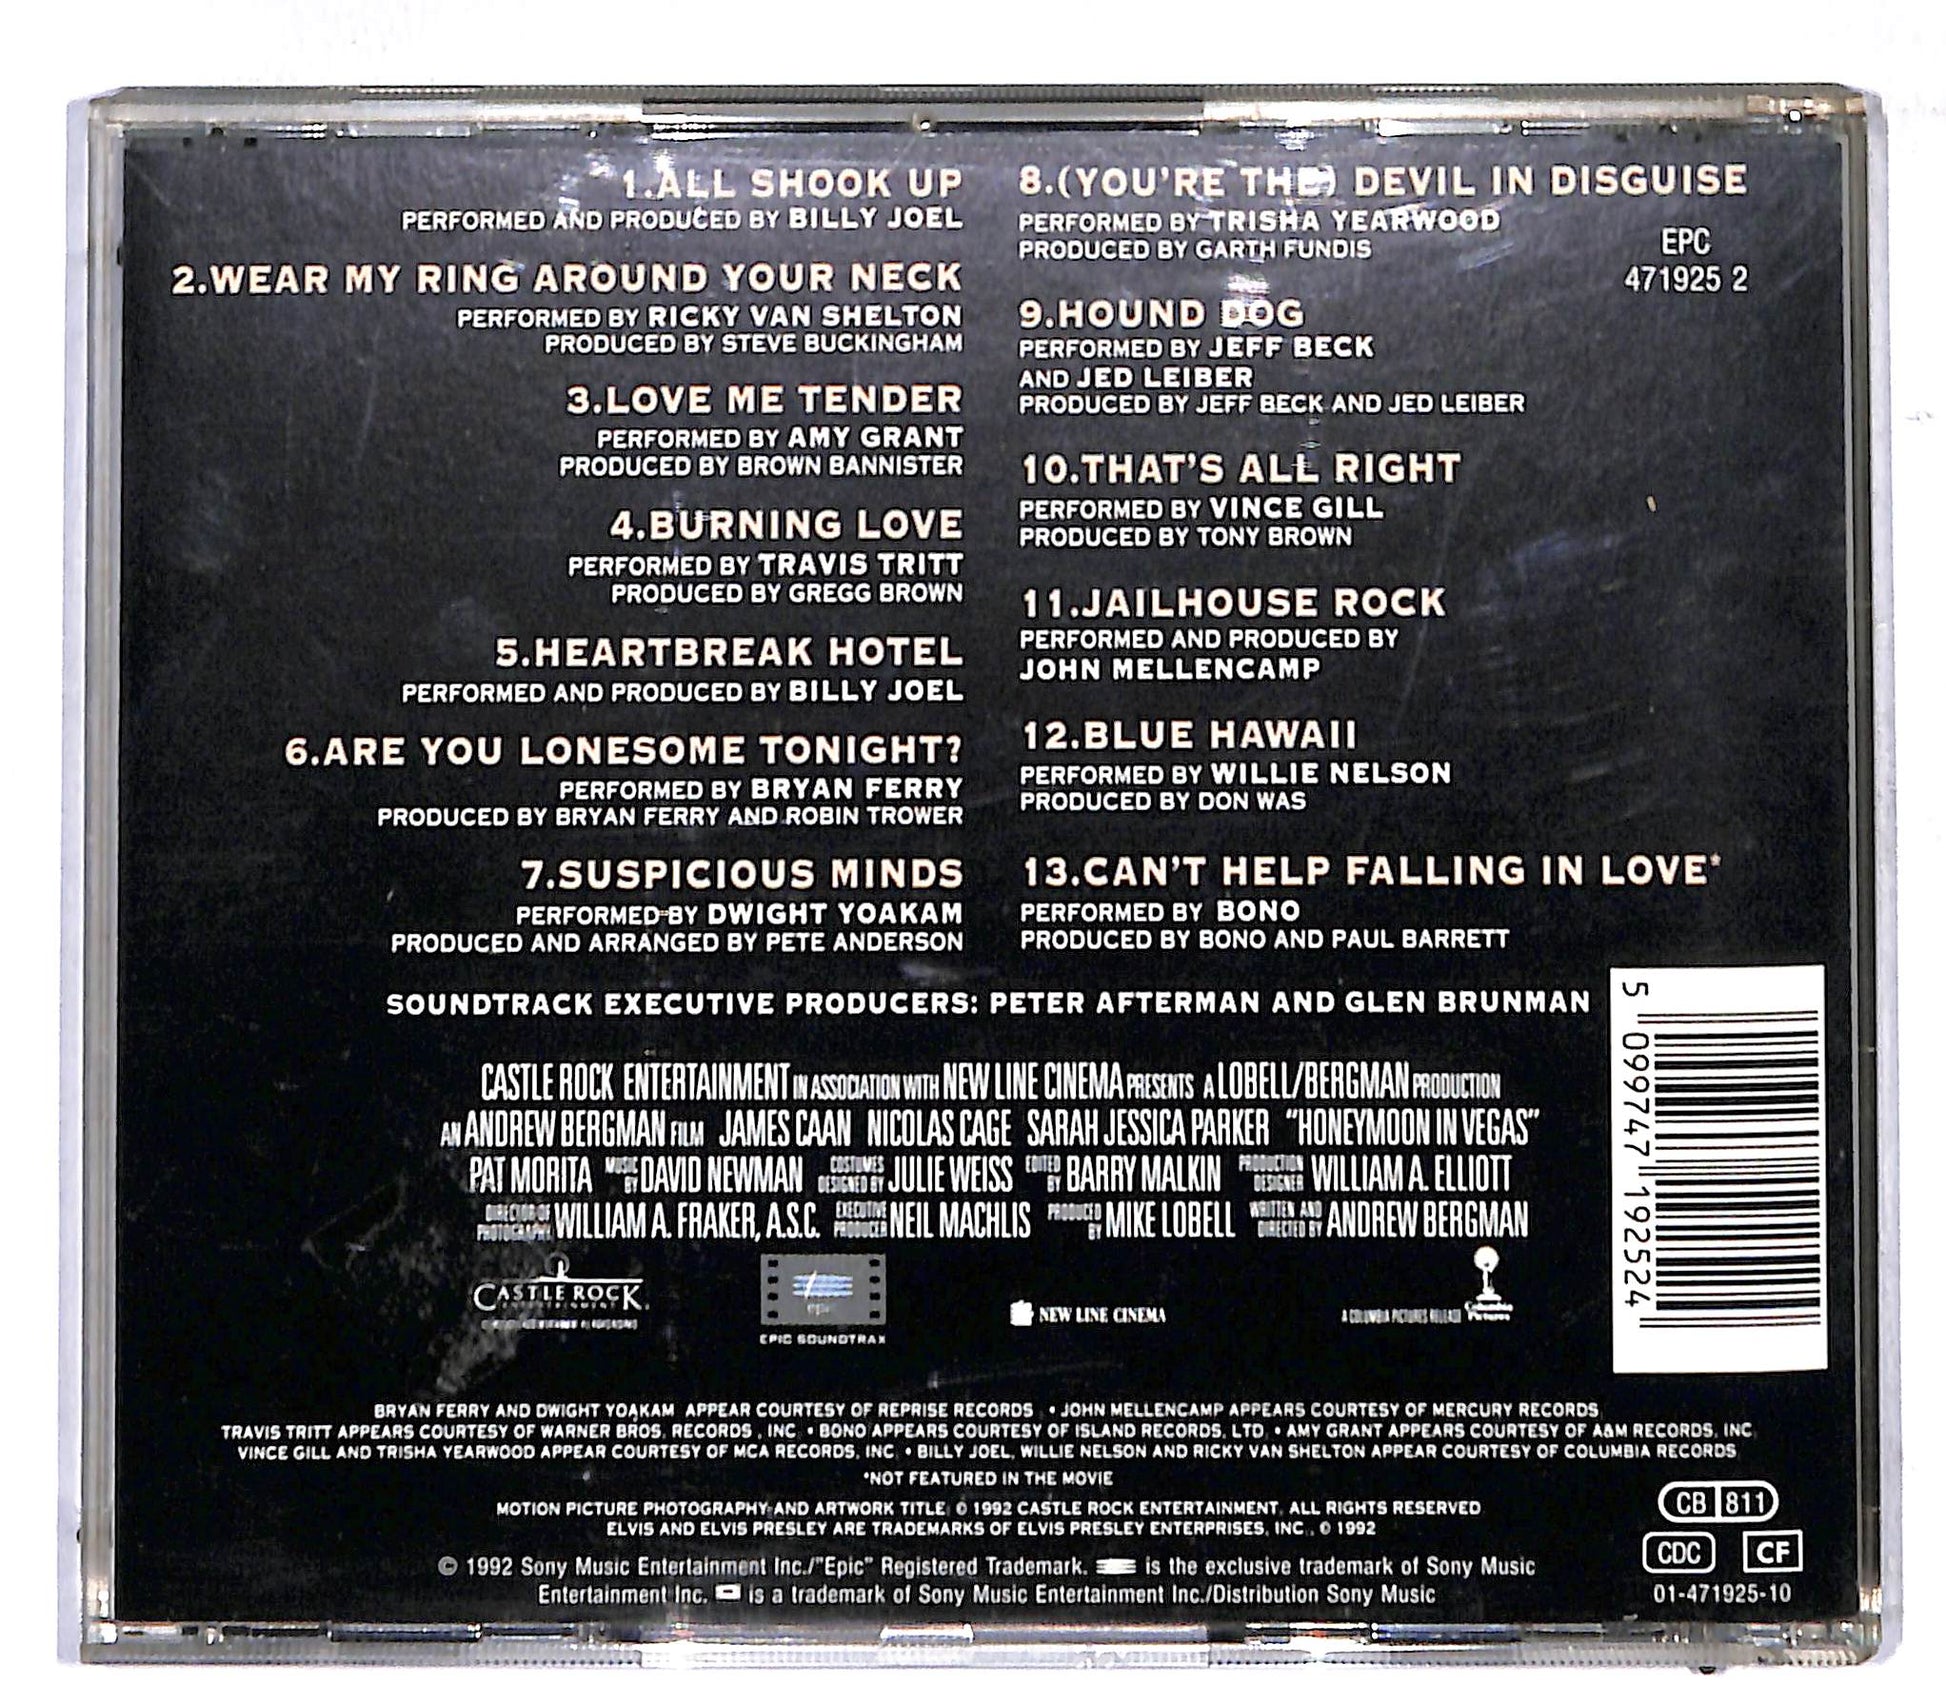 1.ALL SHOOK UP
PERFORMED AND PRODUCED BY BILLY JOEL
2.WEAR MY RING AROUND YOUR NECK
PERFORMED BY RICKY VAN SHELTON
PRODUCED BY STEVE BUCKINGHAM
3.LOVE ME TENDER
PERFORMED BY AMY GRANT
PRODUCED BY BROWN BANNISTER
4.BURNING LOVE
PERFORMED BY TRAVIS TRITT
PRODUCED BY GREGG BROWN
5.HEARTBREAK HOTEL
PERFORMED AND PRODUCED BY BILLY JOEL
6.ARE YOU LONESOME TONIGHT?
PERFORMED BY BRYAN FERRY
PRODUCED BY BRYAN FERRY AND ROBIN TROWER
7.SUSPICIOUS MINDS
PERFORMED BY DWIGHT YOAKAM
PRODUCED AND ARRANGED BY PETE ANDERSON
8.(YOU'RE THE) DEVIL IN DISGUISE
PERFORMED BY TRISHA YEARWOOD
PRODUCED BY GARTH FUNDIS
EPC
471925 2
9.HOUND DOG
PERFORMED BY JEFF BECK
AND JED LEIBER
PRODUCED BY JEFF BECK AND JED LEIBER
10.THAT'S ALL RIGHT
PERFORMED BY VINCE GILL
PRODUCED BY TONY BROWN
11.JAILHOUSE ROCK
PERFORMED AND PRODUCED BY
JOHN MELLENCAMP
12.BLUE HAWAII
PERFORMED BY WILLIE NELSON
PRODUCED BY DON WAS
13.CAN'T HELP FALLING IN LOVE*
PERFORMED BY BONO
PRODUCED BY BONO AND PAUL BARRETT
SOUNDTRACK EXECUTIVE PRODUCERS: PETER AFTERMAN AND GLEN BRUNMAN
CASTLE ROCK ENTERTAINMENT IN ASSOCIATION WITH NEW LINE CINEMA PRESENTS A LOBELL/BERGMAN PRODUCTION
AN ANDREW BERGMAN FILM JAMES CAAN NICOLAS CAGE SARAH JESSICA PARKER "HONEYMOON IN VEGAS"
PAT MORITA MUSIC BY DAVID NEWMAN COSTUMES DESIGNED BY JULIE WEISS EDITED BY BARRY MALKIN PRODUCTION DESIGNER WILLIAM A. ELLIOTT
DIRECTOR OF PHOTOGRAPHY WILLIAM A. FRAKER, A.S.C. EXECUTIVE PRODUCER NEIL MACHLIS PRODUCED BY MIKE LOBELL WRITTEN AND DIRECTED BY ANDREW BERGMAN
5 099747 192524
CASTLE ROCK
ENTERTAINMENT
epic
EPIC SOUNDTRAX
NEW LINE CINEMA
A COLUMBIA PICTURES RELEASE
Columbia
Pictures
BRYAN FERRY AND DWIGHT YOAKAM APPEAR COURTESY OF REPRISE RECORDS • JOHN MELLENCAMP APPEARS COURTESY OF MERCURY RECORDS
TRAVIS TRITT APPEARS COURTESY OF WARNER BROS. RECORDS, INC • BONO APPEARS COURTESY OF ISLAND RECORDS, LTD • AMY GRANT APPEARS COURTESY OF A&M RECORDS, INC
VINCE GILL AND TRISHA YEARWOOD APPEAR COURTESY OF MCA RECORDS, INC • BILLY JOEL, WILLIE NELSON AND RICKY VAN SHELTON APPEAR COURTESY OF COLUMBIA RECORDS
*NOT FEATURED IN THE MOVIE
MOTION PICTURE PHOTOGRAPHY AND ARTWORK TITLE © 1992 CASTLE ROCK ENTERTAINMENT, ALL RIGHTS RESERVED
ELVIS AND ELVIS PRESLEY ARE TRADEMARKS OF ELVIS PRESLEY ENTERPRISES, INC., © 1992
© 1992 Sony Music Entertainment Inc./"Epic" Registered Trademark. is the exclusive trademark of Sony Music
Entertainment Inc. is a trademark of Sony Music Entertainment Inc./Distribution Sony Music
CB 811
CDC CF
01-471925-10